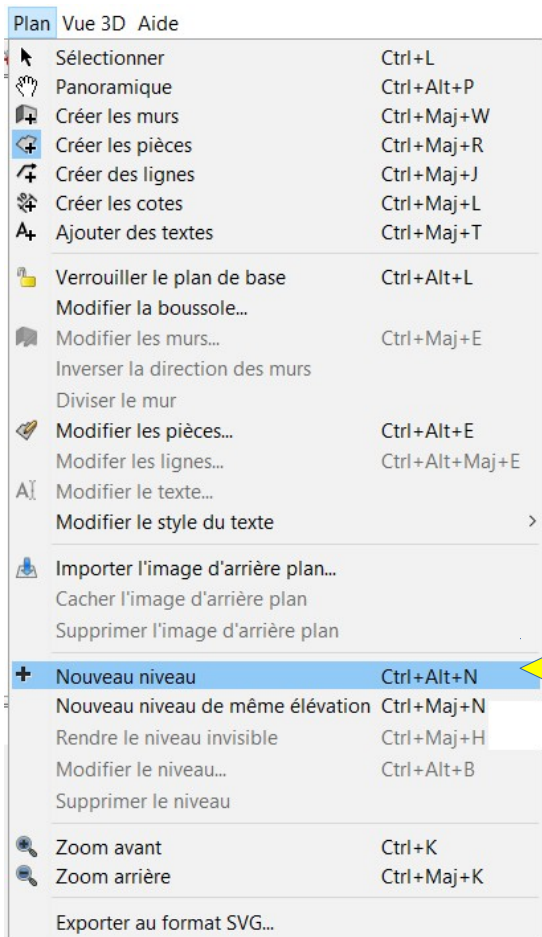 Plan Vue 3D Aide
Sélectionner Ctrl+L
Panoramique Ctrl+Alt+P
Créer les murs Ctrl+Maj+W
Créer les pièces Ctrl+Maj+R
Créer des lignes Ctrl+Maj+J
Créer les cotes Ctrl+Maj+L
Ajouter des textes Ctrl+Maj+T
Verrouiller le plan de base Ctrl+Alt+L
Modifier la boussole...
Modifier les murs... Ctrl+Maj+E
Inverser la direction des murs
Diviser le mur
Modifier les pièces... Ctrl+Alt+E
Modifer les lignes... Ctrl+Alt+Maj+E
Modifier le texte...
Modifier le style du texte >
Importer l'image d'arrière plan...
Cacher l'image d'arrière plan
Supprimer l'image d'arrière plan
Nouveau niveau Ctrl+Alt+N
Nouveau niveau de même élévation Ctrl+Maj+N
Rendre le niveau invisible Ctrl+Maj+H
Modifier le niveau... Ctrl+Alt+B
Supprimer le niveau
Zoom avant Ctrl+K
Zoom arrière Ctrl+Maj+K
Exporter au format SVG...